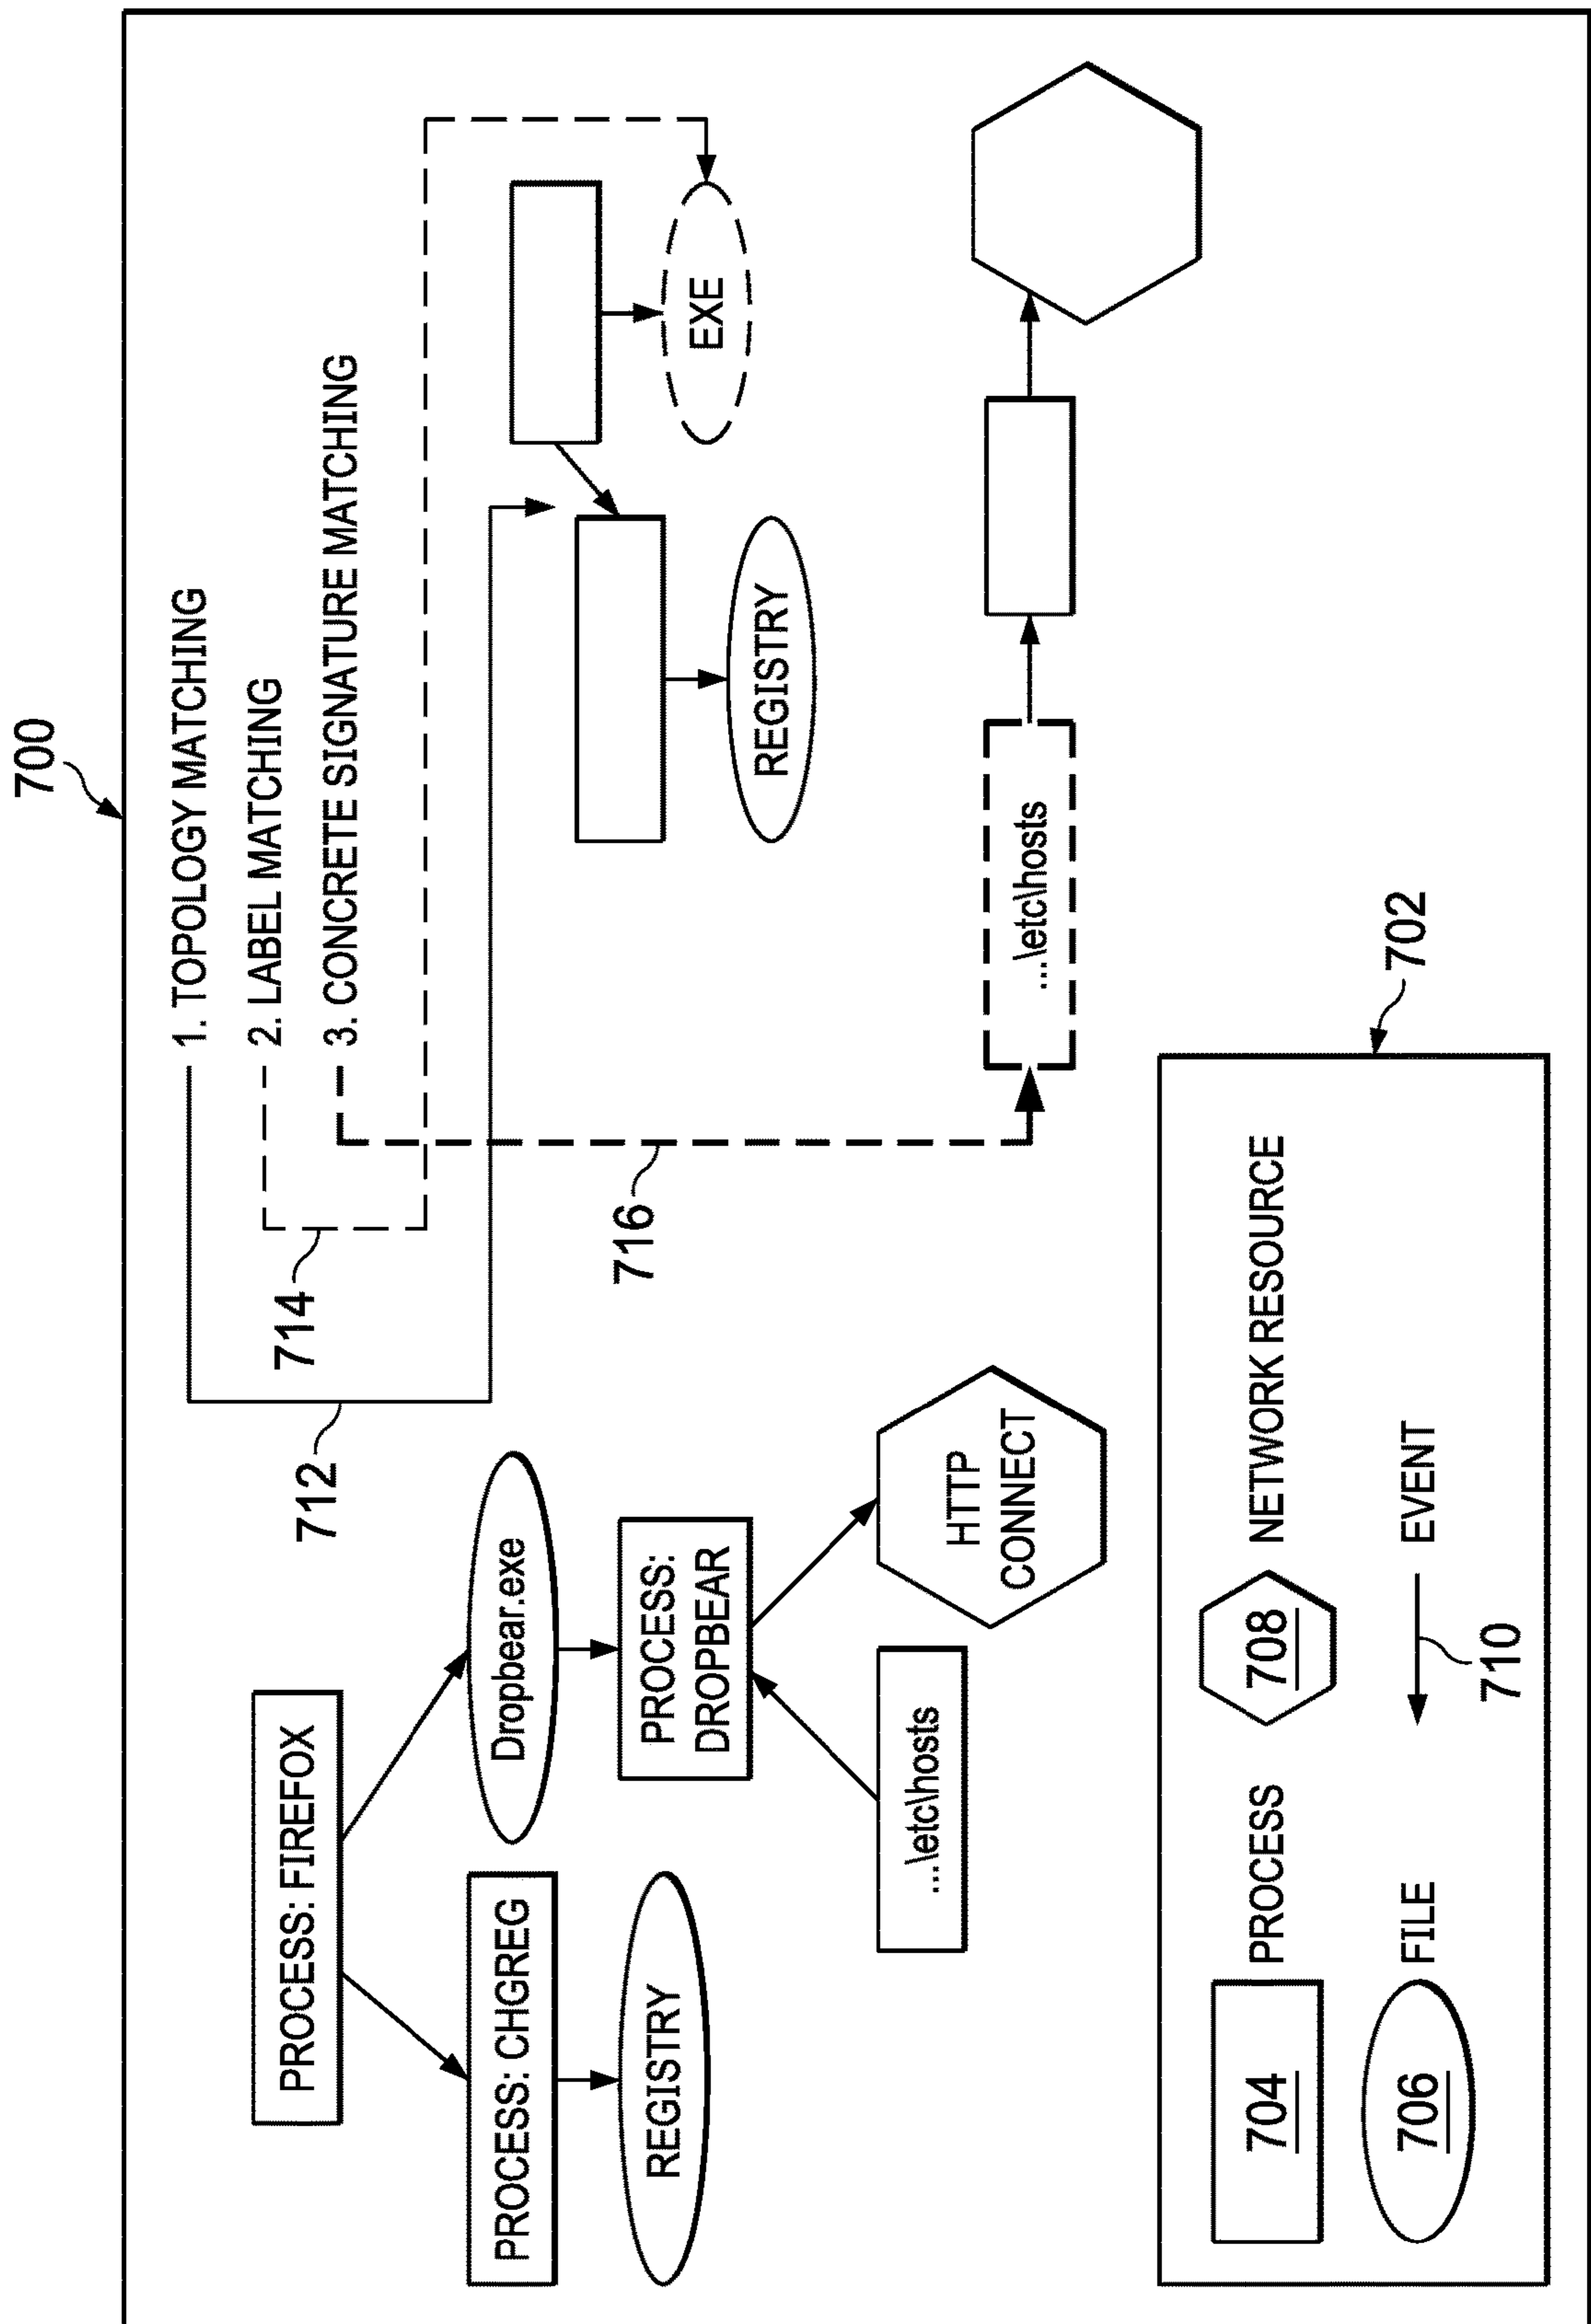 700
1. TOPOLOGY MATCHING
2. LABEL MATCHING
3. CONCRETE SIGNATURE MATCHING
712
714
716
PROCESS: FIREFOX
PROCESS: CHGREG
Dropbear.exe
REGISTRY
PROCESS:
DROPBEAR
...\etc\hosts
HTTP
CONNECT
EXE
REGISTRY
...\etc\hosts
702
704
PROCESS
708
NETWORK RESOURCE
706
FILE
EVENT
710